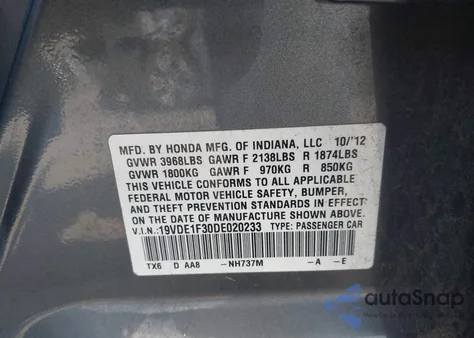 MFD. BY HONDA MFG. OF INDIANA, LLC 10/'12
GVWR 3968LBS GAWR F 2138LBS R 1874LBS
GVWR 1800KG GAWR F 970KG R 850KG
THIS VEHICLE CONFORMS TO ALL APPLICABLE
FEDERAL MOTOR VEHICLE SAFETY, BUMPER,
AND THEFT PREVENTION STANDARDS IN
EFFECT ON THE DATE OF MANUFACTURE
SHOWN ABOVE.
V.I.N.:19VDE1F30DE020233 TYPE: PASSENGER CAR
TX6 D AA8 -NH737M -A -E
autoSnap